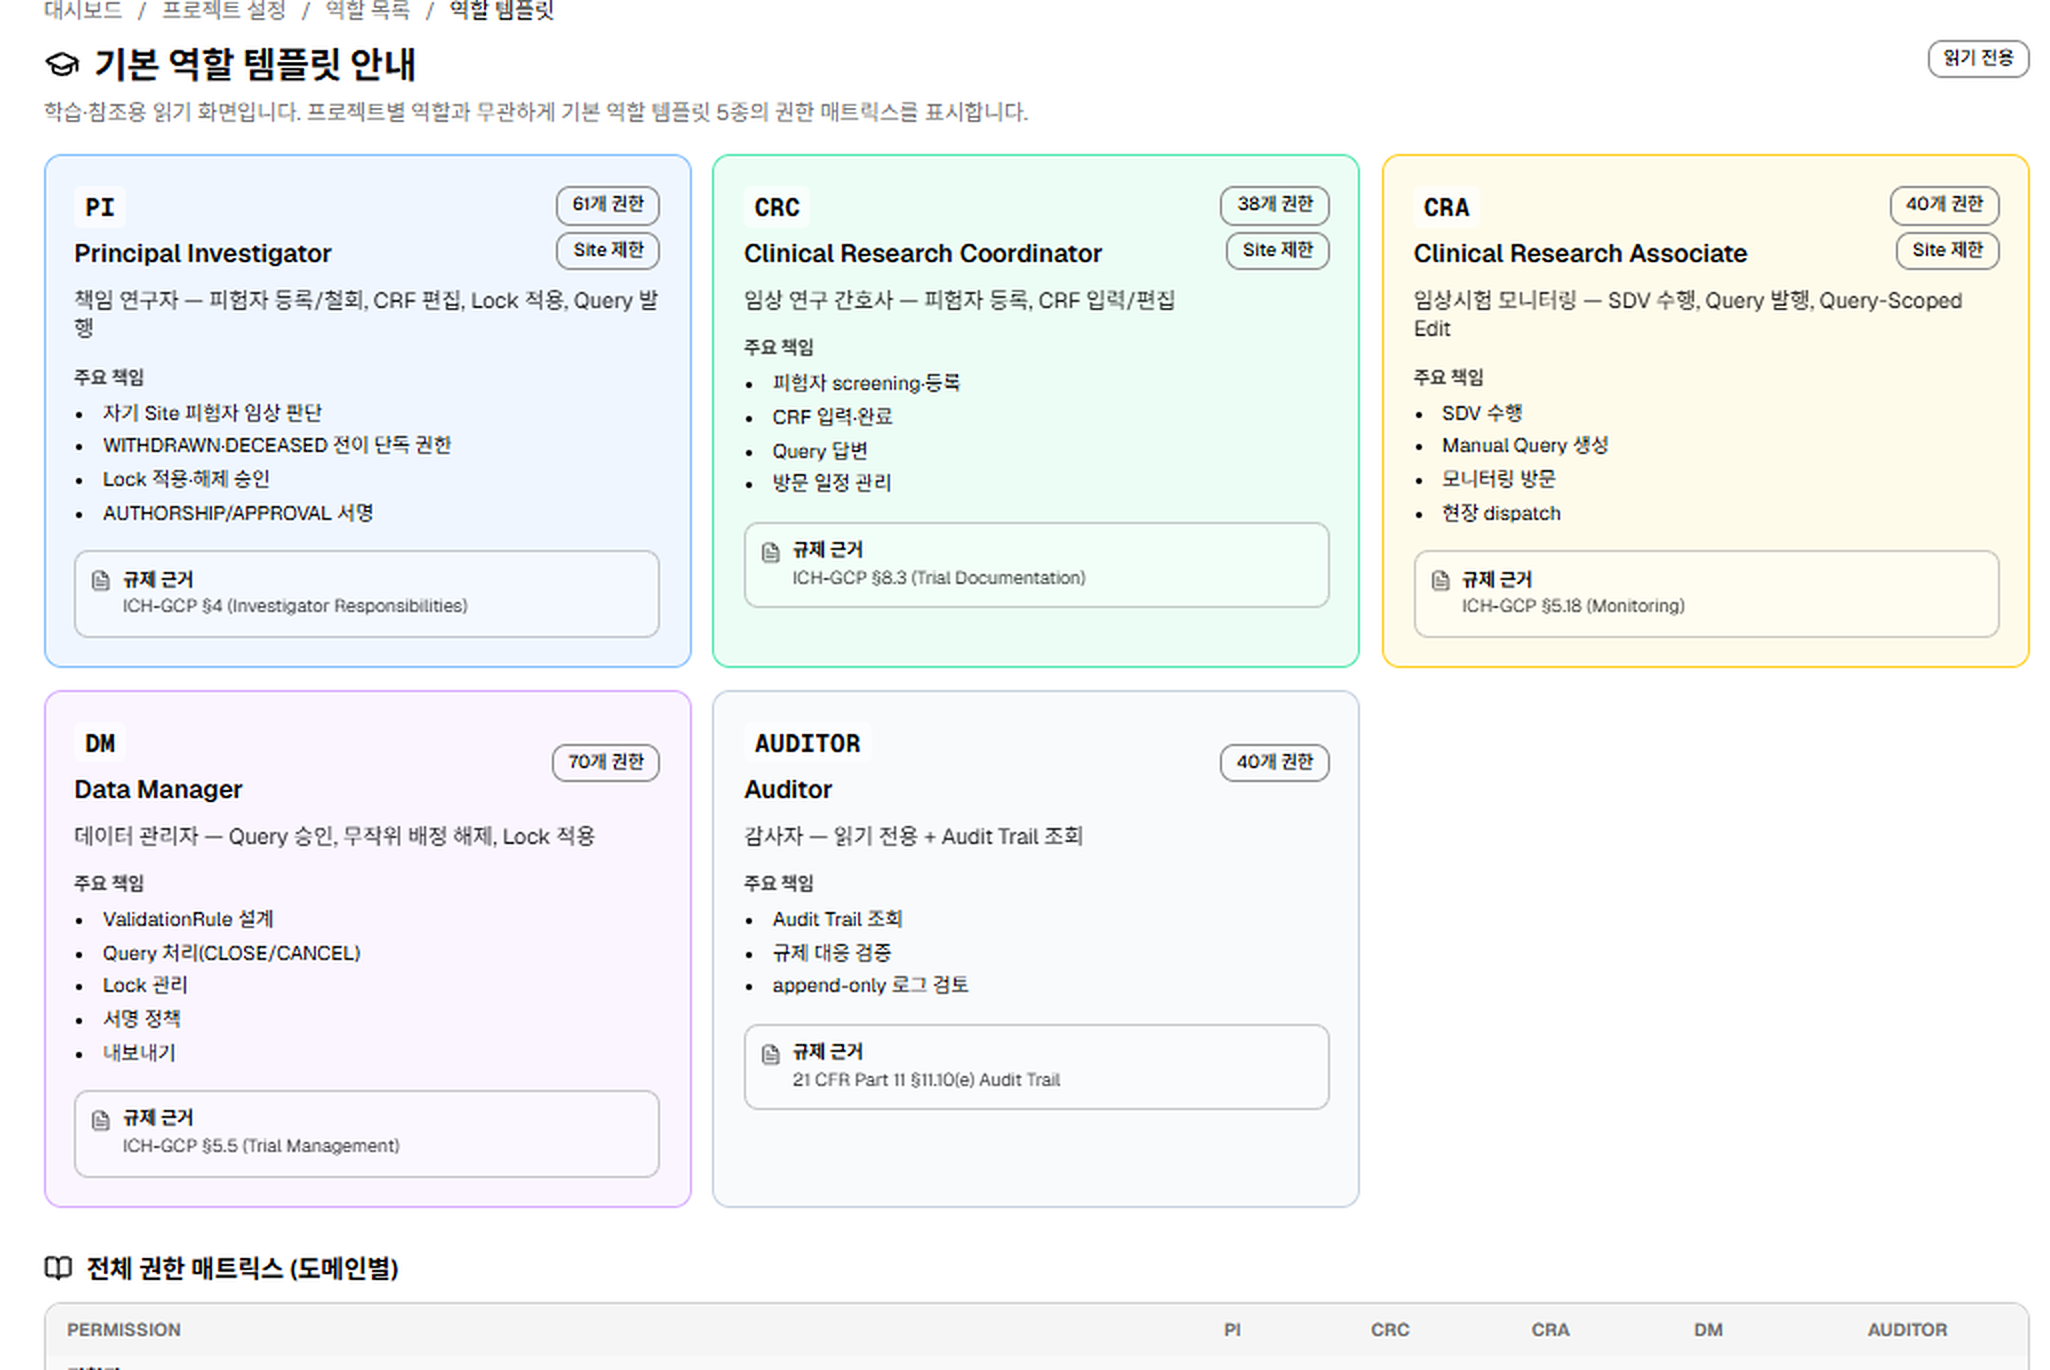 대시보드 / 프로젝트 설정 / 역할 목록 / 역할 템플릿
기본 역할 템플릿 안내
읽기 전용
학습·참조용 읽기 화면입니다. 프로젝트별 역할과 무관하게 기본 역할 템플릿 5종의 권한 매트릭스를 표시합니다.
PI
61개 권한
Principal Investigator
Site 제한
책임 연구자 — 피험자 등록/철회, CRF 편집, Lock 적용, Query 발
행
주요 책임
• 자기 Site 피험자 임상 판단
• WITHDRAWN·DECEASED 전이 단독 권한
• Lock 적용·해제 승인
• AUTHORSHIP/APPROVAL 서명
규제 근거
ICH-GCP §4 (Investigator Responsibilities)
CRC
38개 권한
Clinical Research Coordinator
Site 제한
임상 연구 간호사 — 피험자 등록, CRF 입력/편집
주요 책임
• 피험자 screening·등록
• CRF 입력·완료
• Query 답변
• 방문 일정 관리
규제 근거
ICH-GCP §8.3 (Trial Documentation)
CRA
40개 권한
Clinical Research Associate
Site 제한
임상시험 모니터링 — SDV 수행, Query 발행, Query-Scoped
Edit
주요 책임
• SDV 수행
• Manual Query 생성
• 모니터링 방문
• 현장 dispatch
규제 근거
ICH-GCP §5.18 (Monitoring)
DM
70개 권한
Data Manager
데이터 관리자 — Query 승인, 무작위 배정 해제, Lock 적용
주요 책임
• ValidationRule 설계
• Query 처리(CLOSE/CANCEL)
• Lock 관리
• 서명 정책
• 내보내기
규제 근거
ICH-GCP §5.5 (Trial Management)
AUDITOR
40개 권한
Auditor
감사자 — 읽기 전용 + Audit Trail 조회
주요 책임
• Audit Trail 조회
• 규제 대응 검증
• append-only 로그 검토
규제 근거
21 CFR Part 11 §11.10(e) Audit Trail
전체 권한 매트릭스 (도메인별)
PERMISSION PI CRC CRA DM AUDITOR